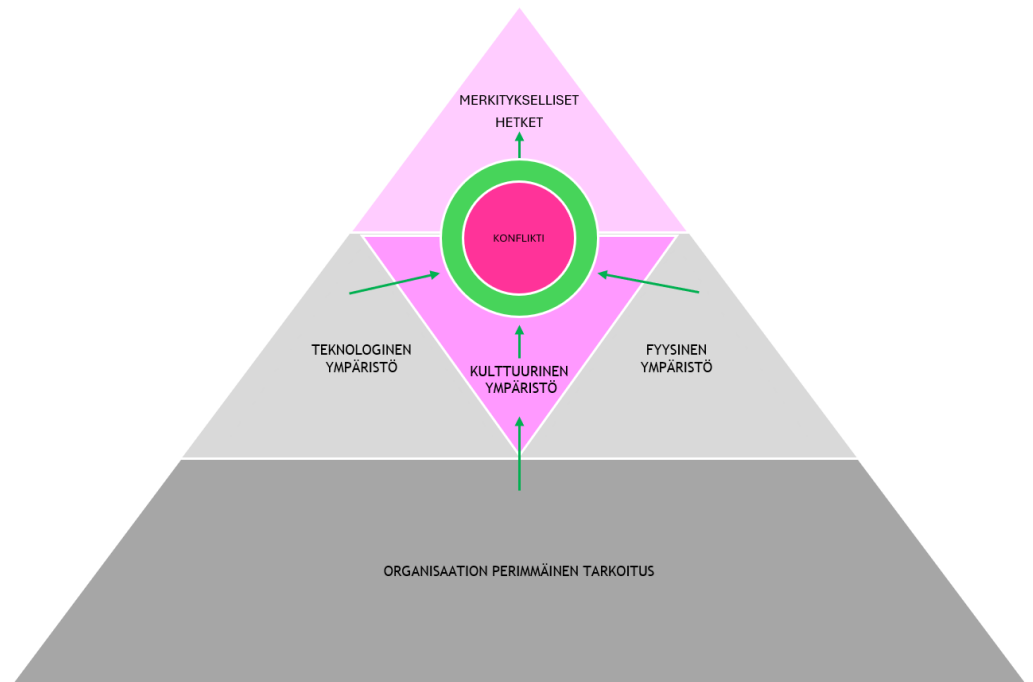 MERKITYKSELLISET
HETKET
KONFLIKTI
TEKNOLOGINEN
YMPÄRISTÖ
KULTTUURINEN
YMPÄRISTÖ
FYYSINEN
YMPÄRISTÖ
ORGANISAATION PERIMMÄINEN TARKOITUS